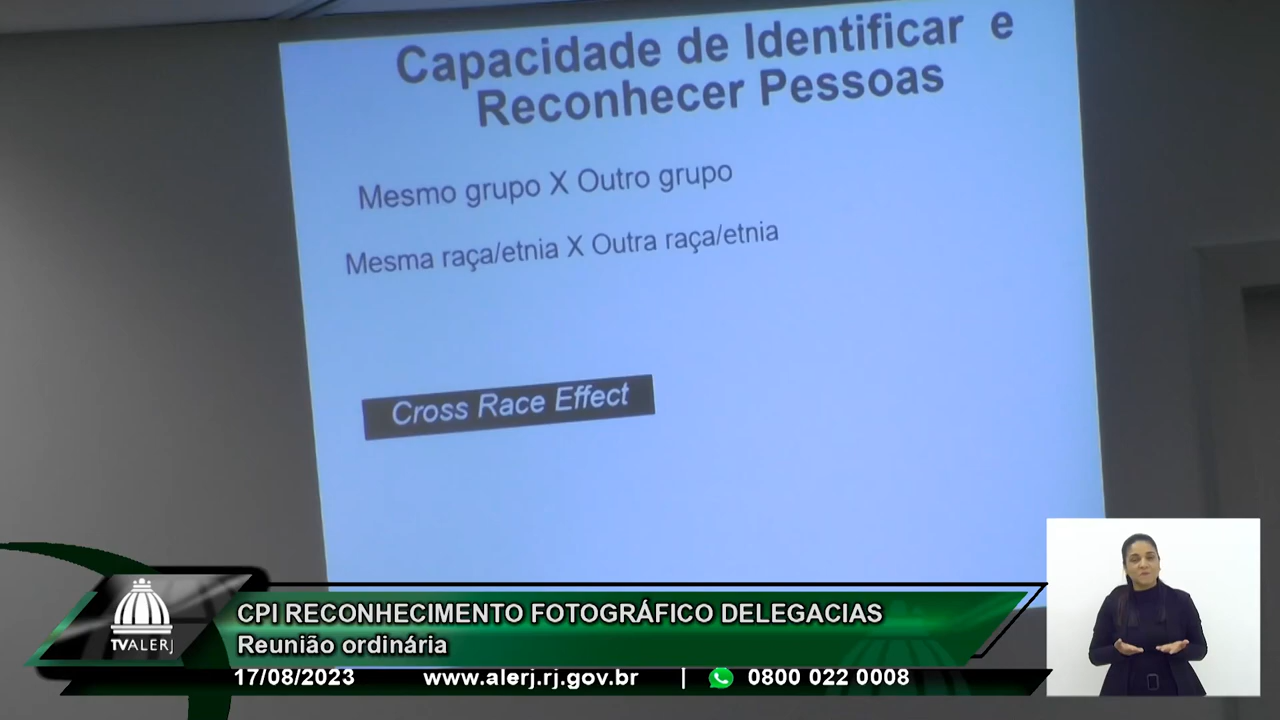 Capacidade de Identificar e
Reconhecer Pessoas
Mesmo grupo X Outro grupo
Mesma raça/etnia X Outra raça/etnia
Cross Race Effect
CPI RECONHECIMENTO FOTOGRÁFICO DELEGACIAS
Reunião ordinária
TVALERJ
17/08/2023 www.alerj.rj.gov.br | 0800 022 0008